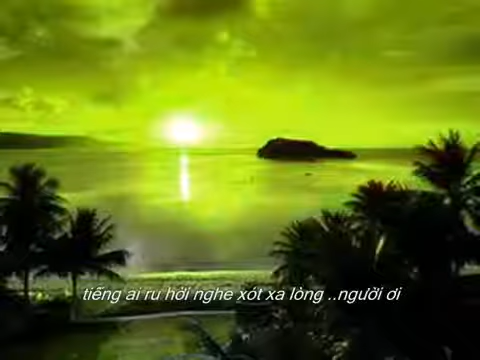 tiếng ai ru hời nghe xót xa lòng ..người ơi